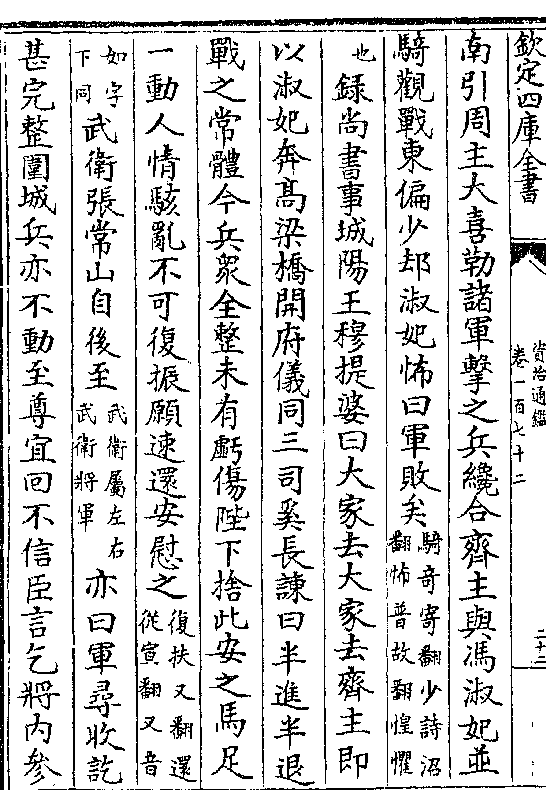 欽定四庫全書
資治通鑑
卷一百七十二
二十二
南引周主大喜勒諸軍擊之兵纔合齊主與馮淑妃並
騎觀戰東偏少却淑妃怖曰軍敗矣騎奇寄翻少詩沼翻怖普故翻惶懼
也錄尚書事城陽王穆提婆曰大家去大家去齊主即
以淑妃奔髙梁橋開府儀同三司奚長諫曰半進半退
戰之常體今兵衆全整未有虧傷陛下捨此安之馬足
一動人情駭亂不可復振願速還安慰之復扶又翻還從宣翻又音
如字下同武衛張常山自後至武衛屬左右武衛將軍亦曰軍尋收訖
甚完整圍城兵亦不動至尊宜回不信臣言乞將内參